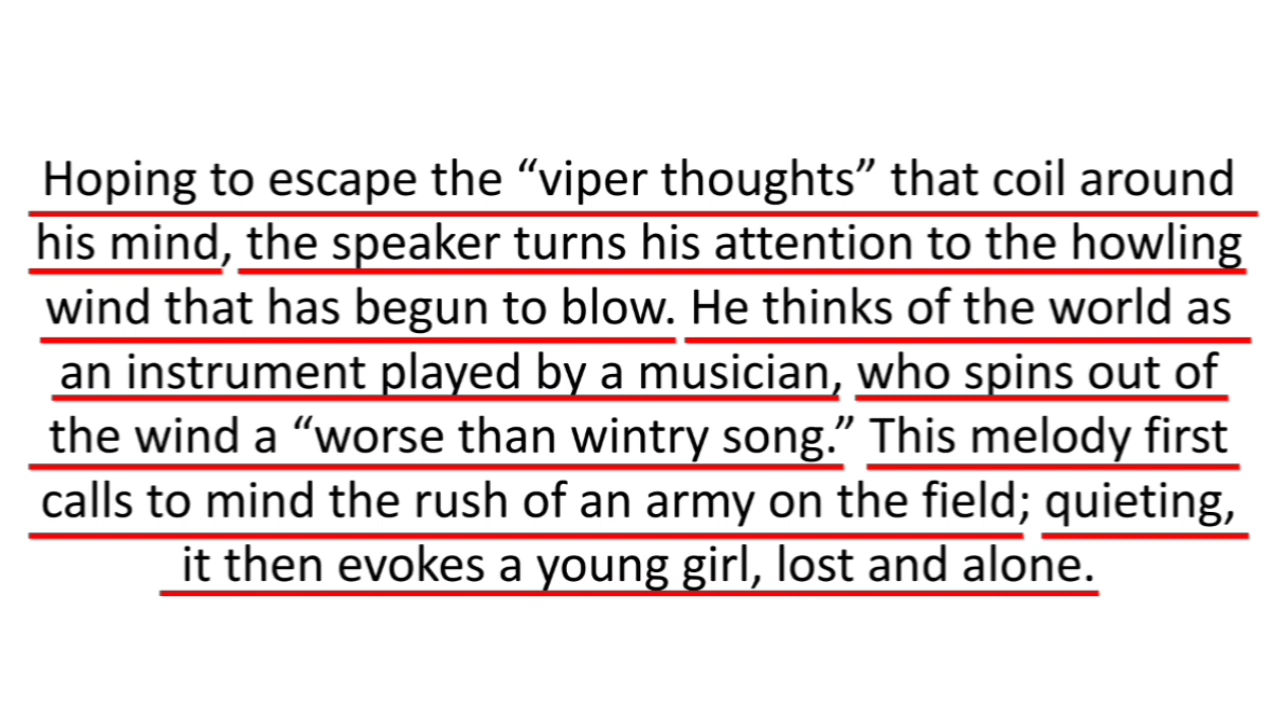 Hoping to escape the “viper thoughts” that coil around
his mind, the speaker turns his attention to the howling
wind that has begun to blow. He thinks of the world as
an instrument played by a musician, who spins out of
the wind a “worse than wintry song.” This melody first
calls to mind the rush of an army on the field; quieting,
it then evokes a young girl, lost and alone.